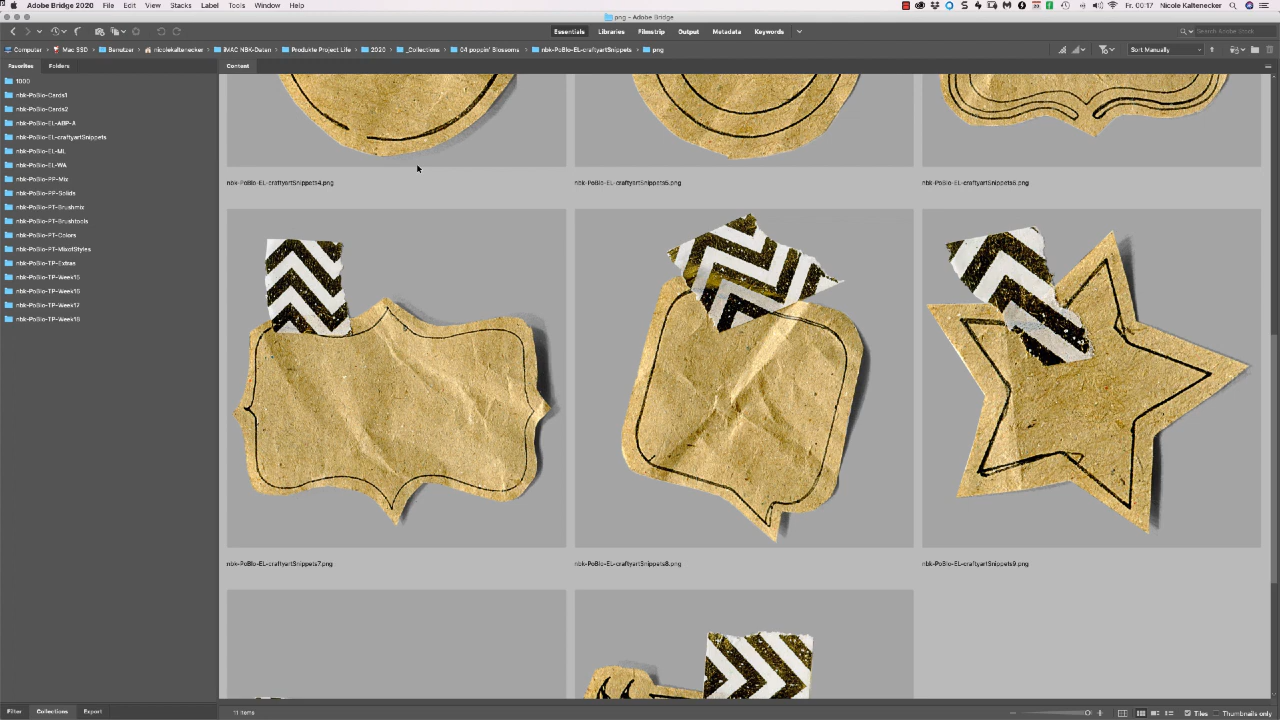 Adobe Bridge 2020 File Edit View Stacks Label Tools Window Help Fr. 00:17 Nicole Kaltenecker
png – Adobe Bridge
Essentials Libraries Filmstrip Output Metadata Keywords
Computer Mac SSD Benutzer nicolekaltenecker iMAC NBK-Daten Produkte Project Life 2020 _Collections 04 poppin' Blossoms nbk-PoBlo-EL-craftyartSnippets png Sort Manually
Favorites Folders Content
1000
nbk-PoBlo-Cards1
nbk-PoBlo-Cards2
nbk-PoBlo-EL-ABP-A
nbk-PoBlo-EL-craftyartSnippets
nbk-PoBlo-EL-ML
nbk-PoBlo-EL-WA
nbk-PoBlo-PP-Mix
nbk-PoBlo-PP-Solids
nbk-PoBlo-PT-Brushmix
nbk-PoBlo-PT-Brushtools
nbk-PoBlo-PT-Colors
nbk-PoBlo-PT-MixofStyles
nbk-PoBlo-TP-Extras
nbk-PoBlo-TP-Week15
nbk-PoBlo-TP-Week16
nbk-PoBlo-TP-Week17
nbk-PoBlo-TP-Week18
nbk-PoBlo-EL-craftyartSnippets4.png nbk-PoBlo-EL-craftyartSnippets5.png nbk-PoBlo-EL-craftyartSnippets6.png
nbk-PoBlo-EL-craftyartSnippets7.png nbk-PoBlo-EL-craftyartSnippets8.png nbk-PoBlo-EL-craftyartSnippets9.png
Filter Collections Export 11 items Tiles Thumbnails only